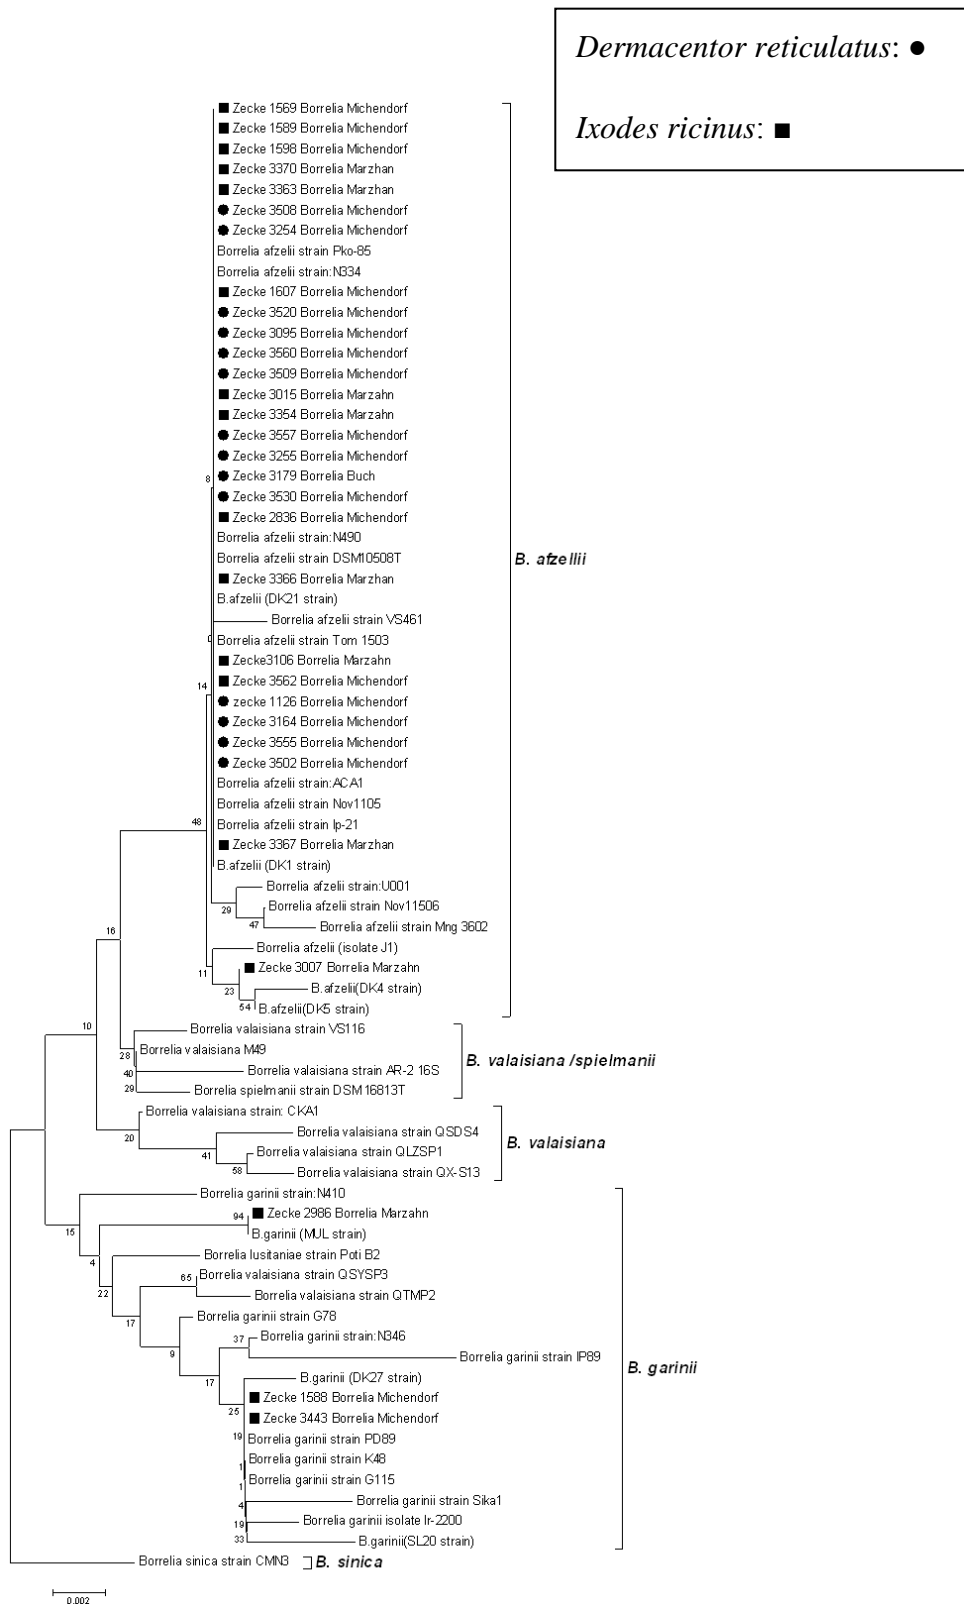 Dermacentor reticulatus: ●
Ixodes ricinus: ■
■ Zecke 1569 Borrelia Michendorf
■ Zecke 1589 Borrelia Michendorf
■ Zecke 1598 Borrelia Michendorf
■ Zecke 3370 Borrelia Marzhan
■ Zecke 3363 Borrelia Marzhan
● Zecke 3508 Borrelia Michendorf
● Zecke 3254 Borrelia Michendorf
Borrelia afzelii strain Pko-85
Borrelia afzelii strain:N334
■ Zecke 1607 Borrelia Michendorf
● Zecke 3520 Borrelia Michendorf
● Zecke 3095 Borrelia Michendorf
● Zecke 3560 Borrelia Michendorf
● Zecke 3509 Borrelia Michendorf
■ Zecke 3015 Borrelia Marzahn
■ Zecke 3354 Borrelia Marzahn
● Zecke 3557 Borrelia Michendorf
● Zecke 3255 Borrelia Michendorf
● Zecke 3179 Borrelia Buch
8
● Zecke 3530 Borrelia Michendorf
■ Zecke 2836 Borrelia Michendorf
Borrelia afzelii strain:N490
Borrelia afzelii strain DSM10508T
B. afzellii
■ Zecke 3366 Borrelia Marzhan
B.afzelii (DK21 strain)
Borrelia afzelii strain VS461
Borrelia afzelii strain Tom 1503
■ Zecke3106 Borrelia Marzahn
■ Zecke 3562 Borrelia Michendorf
14
● zecke 1126 Borrelia Michendorf
● Zecke 3164 Borrelia Michendorf
● Zecke 3555 Borrelia Michendorf
● Zecke 3502 Borrelia Michendorf
Borrelia afzelii strain:ACA1
Borrelia afzelii strain Nov1105
48
Borrelia afzelii strain Ip-21
■ Zecke 3367 Borrelia Marzhan
B.afzelii (DK1 strain)
Borrelia afzelii strain:U001
29
Borrelia afzelii strain Nov11506
47
Borrelia afzelii strain Mng 3602
16
Borrelia afzelii (isolate J1)
11
■ Zecke 3007 Borrelia Marzahn
23
B.afzelii(DK4 strain)
54
B.afzelii(DK5 strain)
10
Borrelia valaisiana strain VS116
28
Borrelia valaisiana M49
B. valaisiana /spielmanii
40
Borrelia valaisiana strain AR-2 16S
29
Borrelia spielmanii strain DSM16813T
Borrelia valaisiana strain: CKA1
20
Borrelia valaisiana strain QSDS4
B. valaisiana
41
Borrelia valaisiana strain QLZSP1
58
Borrelia valaisiana strain QX-S13
Borrelia garinii strain:N410
15
94
■ Zecke 2986 Borrelia Marzahn
B.garinii (MUL strain)
4
Borrelia lusitaniae strain Poti B2
22
65
Borrelia valaisiana strain QSYSP3
Borrelia valaisiana strain QTMP2
17
Borrelia garinii strain G78
9
37
Borrelia garinii strain:N346
Borrelia garinii strain IP89
B. garinii
17
B.garinii (DK27 strain)
■ Zecke 1588 Borrelia Michendorf
25
■ Zecke 3443 Borrelia Michendorf
19
Borrelia garinii strain PD89
Borrelia garinii strain K48
1
Borrelia garinii strain G115
1
Borrelia garinii strain Sika1
4
Borrelia garinii isolate Ir-2200
19
B.garinii(SL20 strain)
33
Borrelia sinica strain CMN3
B. sinica
0.002